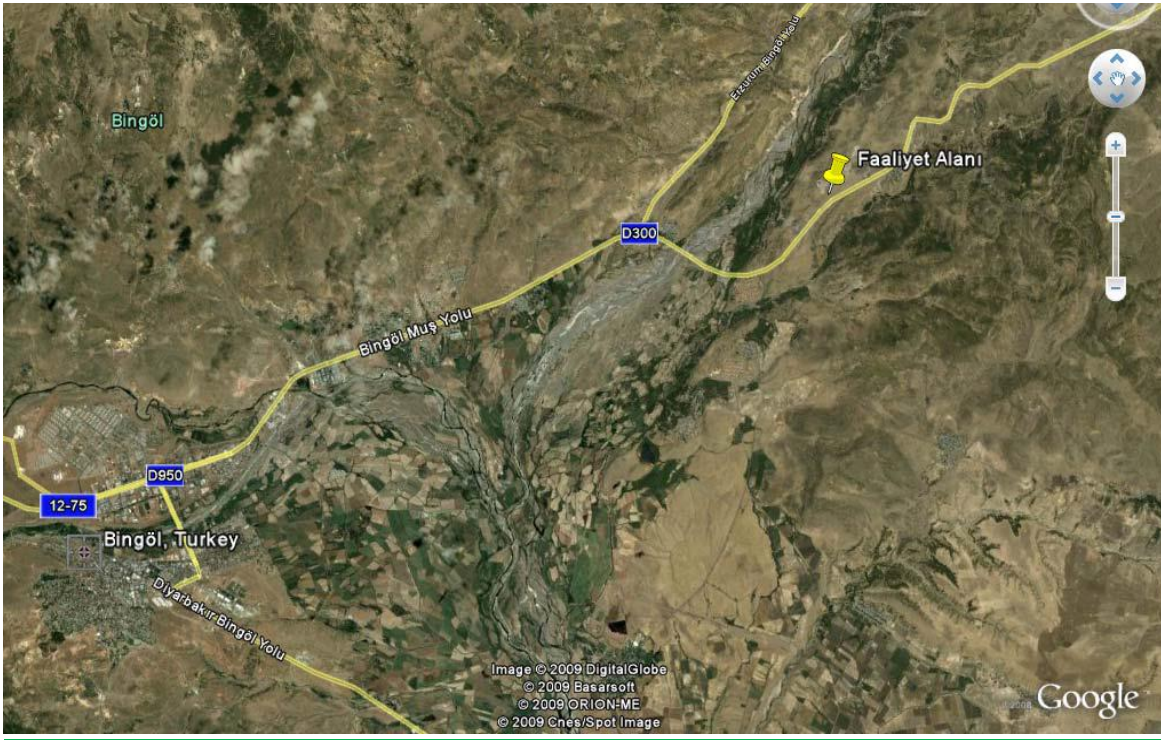 Erzurum Bingöl Yolu
Bingöl
Faaliyet Alanı
D300
Bingöl Muş Yolu
D950
12-75
Bingöl, Turkey
Diyarbakır Bingöl Yolu
Image © 2009 DigitalGlobe
© 2009 Basarsoft
© 2009 ORION-ME
© 2009 Cnes/Spot Image
©2008 Google